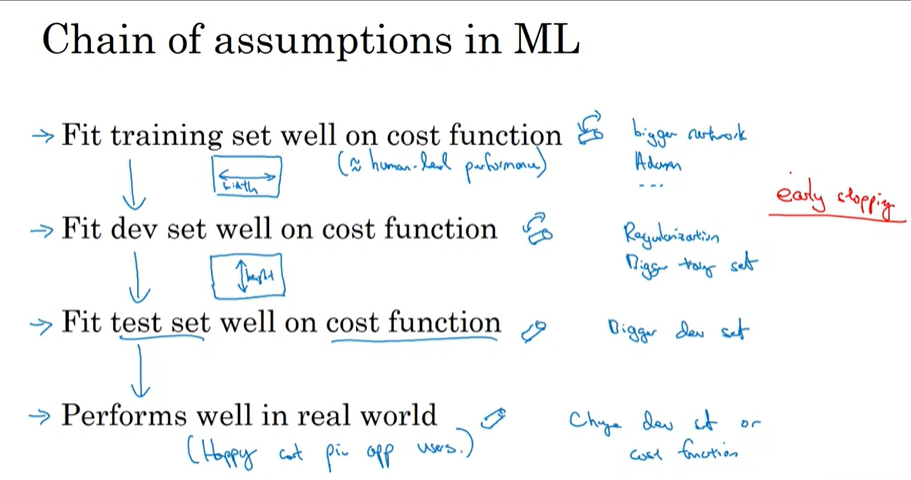 Chain of assumptions in ML
→ Fit training set well on cost function
bigger network
(≈ human-level performance)
Adam
...
width
early stopping
→ Fit dev set well on cost function
Regularization
Bigger set
height
→ Fit test set well on cost function
Bigger dev set
→ Performs well in real world
Change dev set or
cost function
(Happy cat pic app users.)